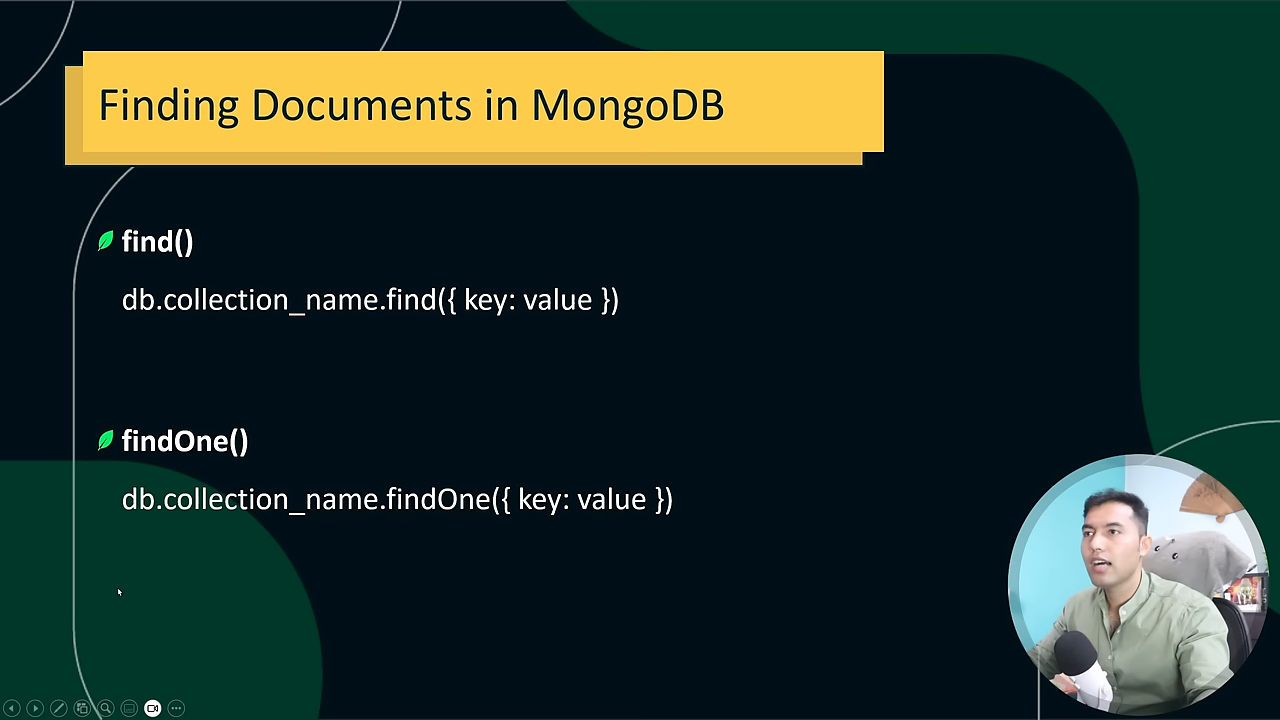 Finding Documents in MongoDB
find()
db.collection_name.find({ key: value })
findOne()
db.collection_name.findOne({ key: value })